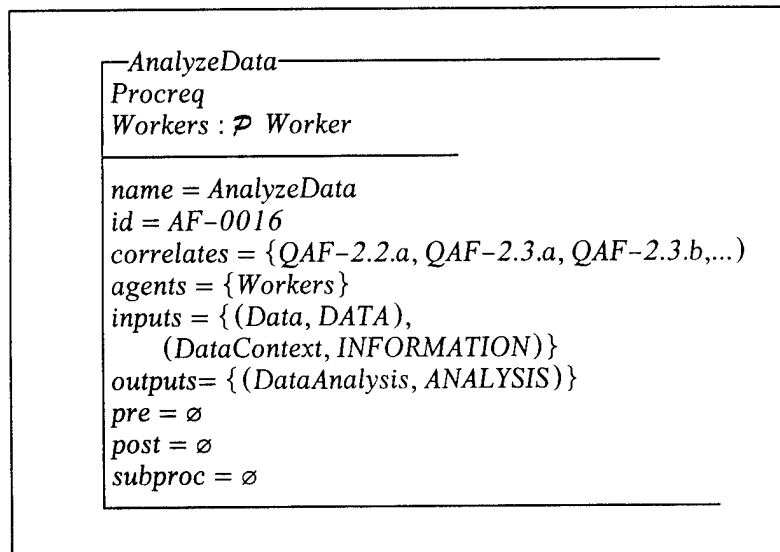 AnalyzeData
Procreq
Workers : 𝒫 Worker
name = AnalyzeData
id = AF-0016
correlates = {QAF-2.2.a, QAF-2.3.a, QAF-2.3.b,...)
agents = {Workers}
inputs = {(Data, DATA),
(DataContext, INFORMATION)}
outputs= {(DataAnalysis, ANALYSIS)}
pre = ∅
post = ∅
subproc = ∅